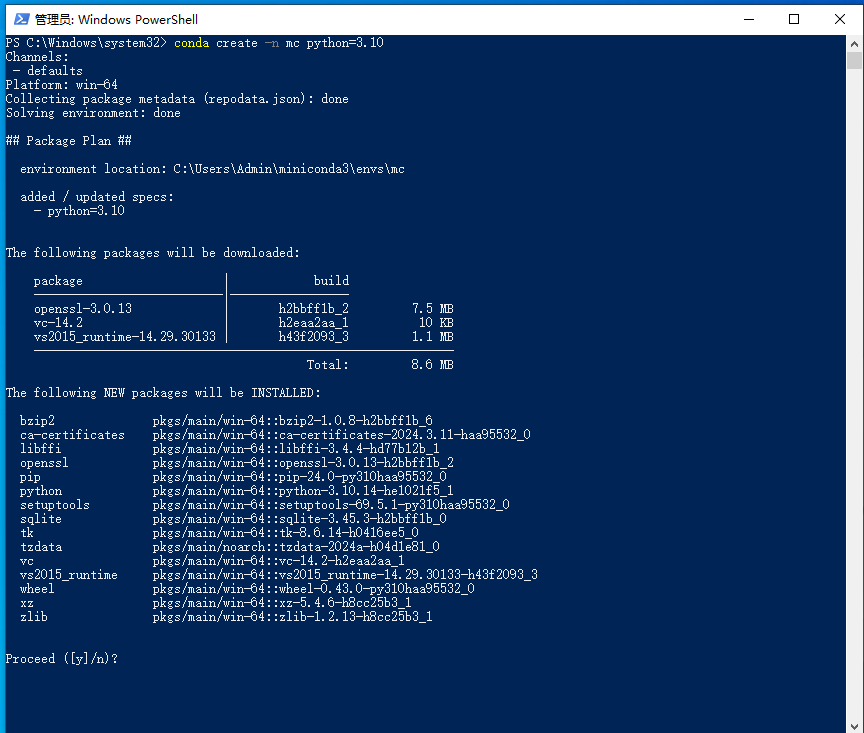 管理员: Windows PowerShell
PS C:\Windows\system32> conda create -n mc python=3.10
Channels:
 - defaults
Platform: win-64
Collecting package metadata (repodata.json): done
Solving environment: done

## Package Plan ##

  environment location: C:\Users\Admin\miniconda3\envs\mc

  added / updated specs:
    - python=3.10


The following packages will be downloaded:

    package                    |            build
    ---------------------------|-----------------
    openssl-3.0.13             |       h2bbff1b_2         7.5 MB
    vc-14.2                    |       h2eaa2aa_1          10 KB
    vs2015_runtime-14.29.30133 |       h43f2093_3         1.1 MB
    ------------------------------------------------------------
                                           Total:         8.6 MB

The following NEW packages will be INSTALLED:

  bzip2              pkgs/main/win-64::bzip2-1.0.8-h2bbff1b_6
  ca-certificates    pkgs/main/win-64::ca-certificates-2024.3.11-haa95532_0
  libffi             pkgs/main/win-64::libffi-3.4.4-hd77b12b_1
  openssl            pkgs/main/win-64::openssl-3.0.13-h2bbff1b_2
  pip                pkgs/main/win-64::pip-24.0-py310haa95532_0
  python             pkgs/main/win-64::python-3.10.14-he1021f5_1
  setuptools         pkgs/main/win-64::setuptools-69.5.1-py310haa95532_0
  sqlite             pkgs/main/win-64::sqlite-3.45.3-h2bbff1b_0
  tk                 pkgs/main/win-64::tk-8.6.14-h0416ee5_0
  tzdata             pkgs/main/noarch::tzdata-2024a-h04d1e81_0
  vc                 pkgs/main/win-64::vc-14.2-h2eaa2aa_1
  vs2015_runtime     pkgs/main/win-64::vs2015_runtime-14.29.30133-h43f2093_3
  wheel              pkgs/main/win-64::wheel-0.43.0-py310haa95532_0
  xz                 pkgs/main/win-64::xz-5.4.6-h8cc25b3_1
  zlib               pkgs/main/win-64::zlib-1.2.13-h8cc25b3_1


Proceed ([y]/n)?